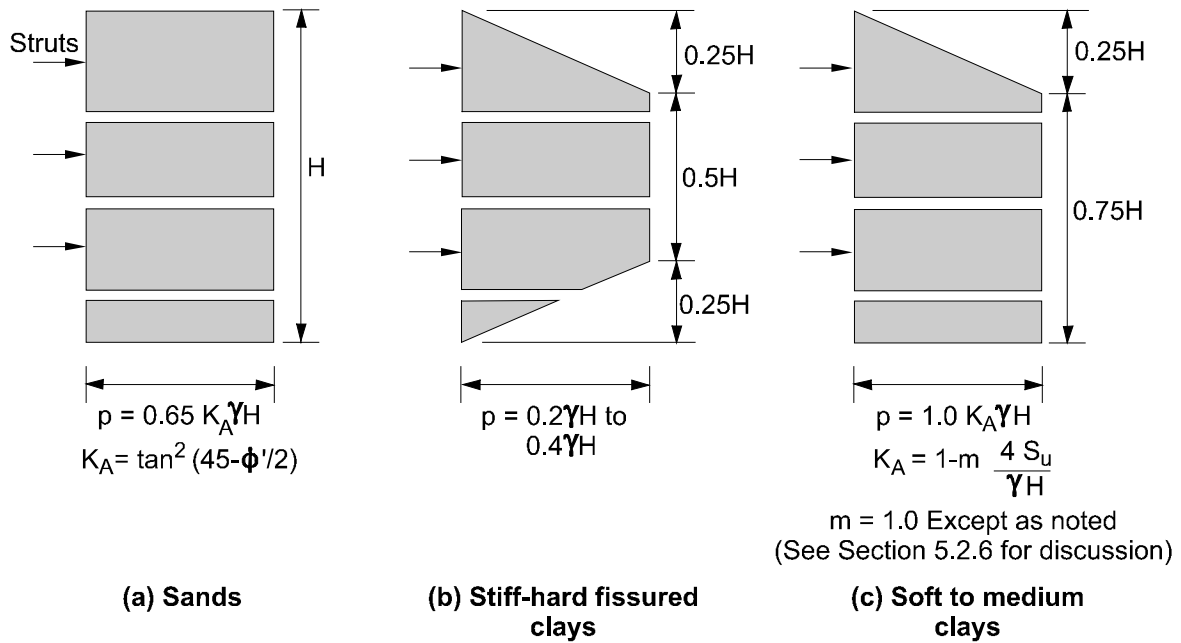 Struts
H
p = 0.65 K_AγH
K_A = tan² (45-ϕ'/2)
(a) Sands
0.25H
0.5H
0.25H
p = 0.2γH to
0.4γH
(b) Stiff-hard fissured
clays
0.25H
0.75H
p = 1.0 K_AγH
K_A = 1-m 4 S_u
γH
m = 1.0 Except as noted
(See Section 5.2.6 for discussion)
(c) Soft to medium
clays